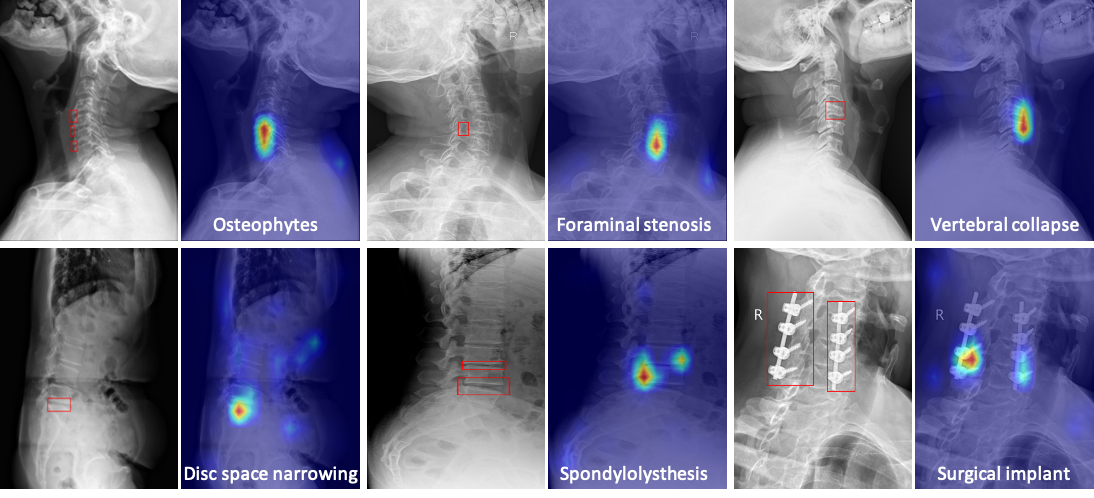 R
R
Osteophytes
Foraminal stenosis
Vertebral collapse
R
R
Disc space narrowing
Spondylolysthesis
Surgical implant